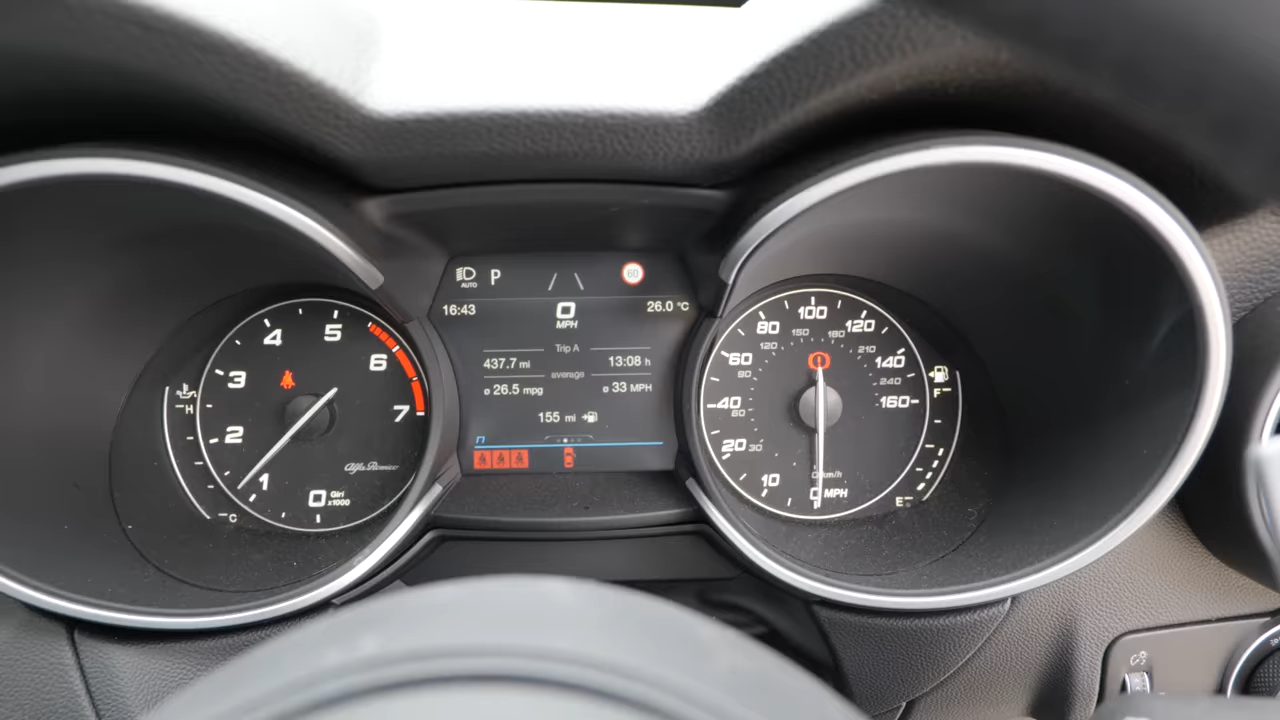 AUTO P 60
16:43 0 MPH 26.0 °C
Trip A
437.7 mi 13:08 h
average
ø 26.5 mpg ø 33 MPH
155 mi
H
C
0 1 2 3 4 5 6 7
Giri
x1000
Alfa Romeo
0 10 20 40 60 80 100 120 140 160
MPH
30 60 90 120 150 180 210 240
km/h
F
E